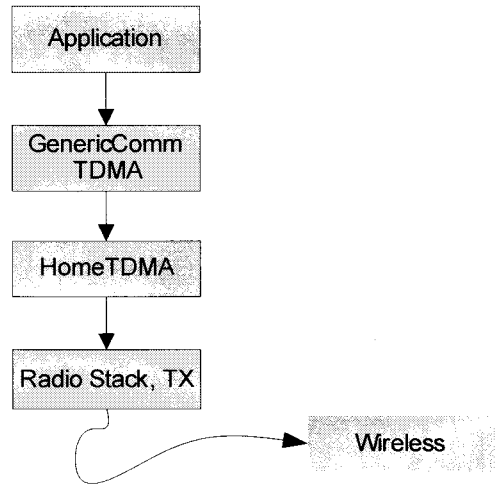 Application
GenericComm
TDMA
HomeTDMA
Radio Stack, TX
Wireless